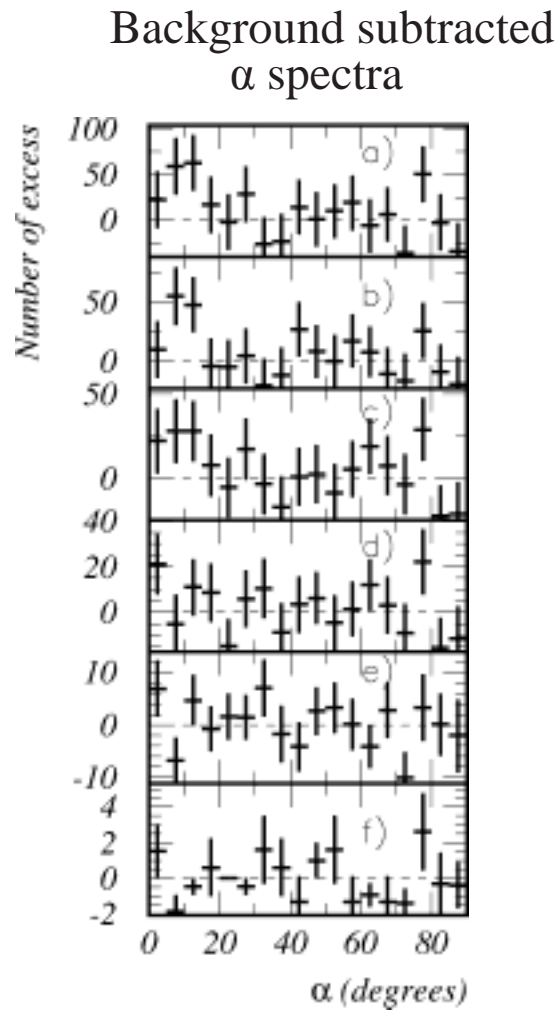 Background subtracted
α spectra
Number of excess
100
50
0
a)
50
0
b)
50
0
c)
40
20
0
d)
10
0
-10
e)
4
2
0
-2
f)
0 20 40 60 80
α (degrees)